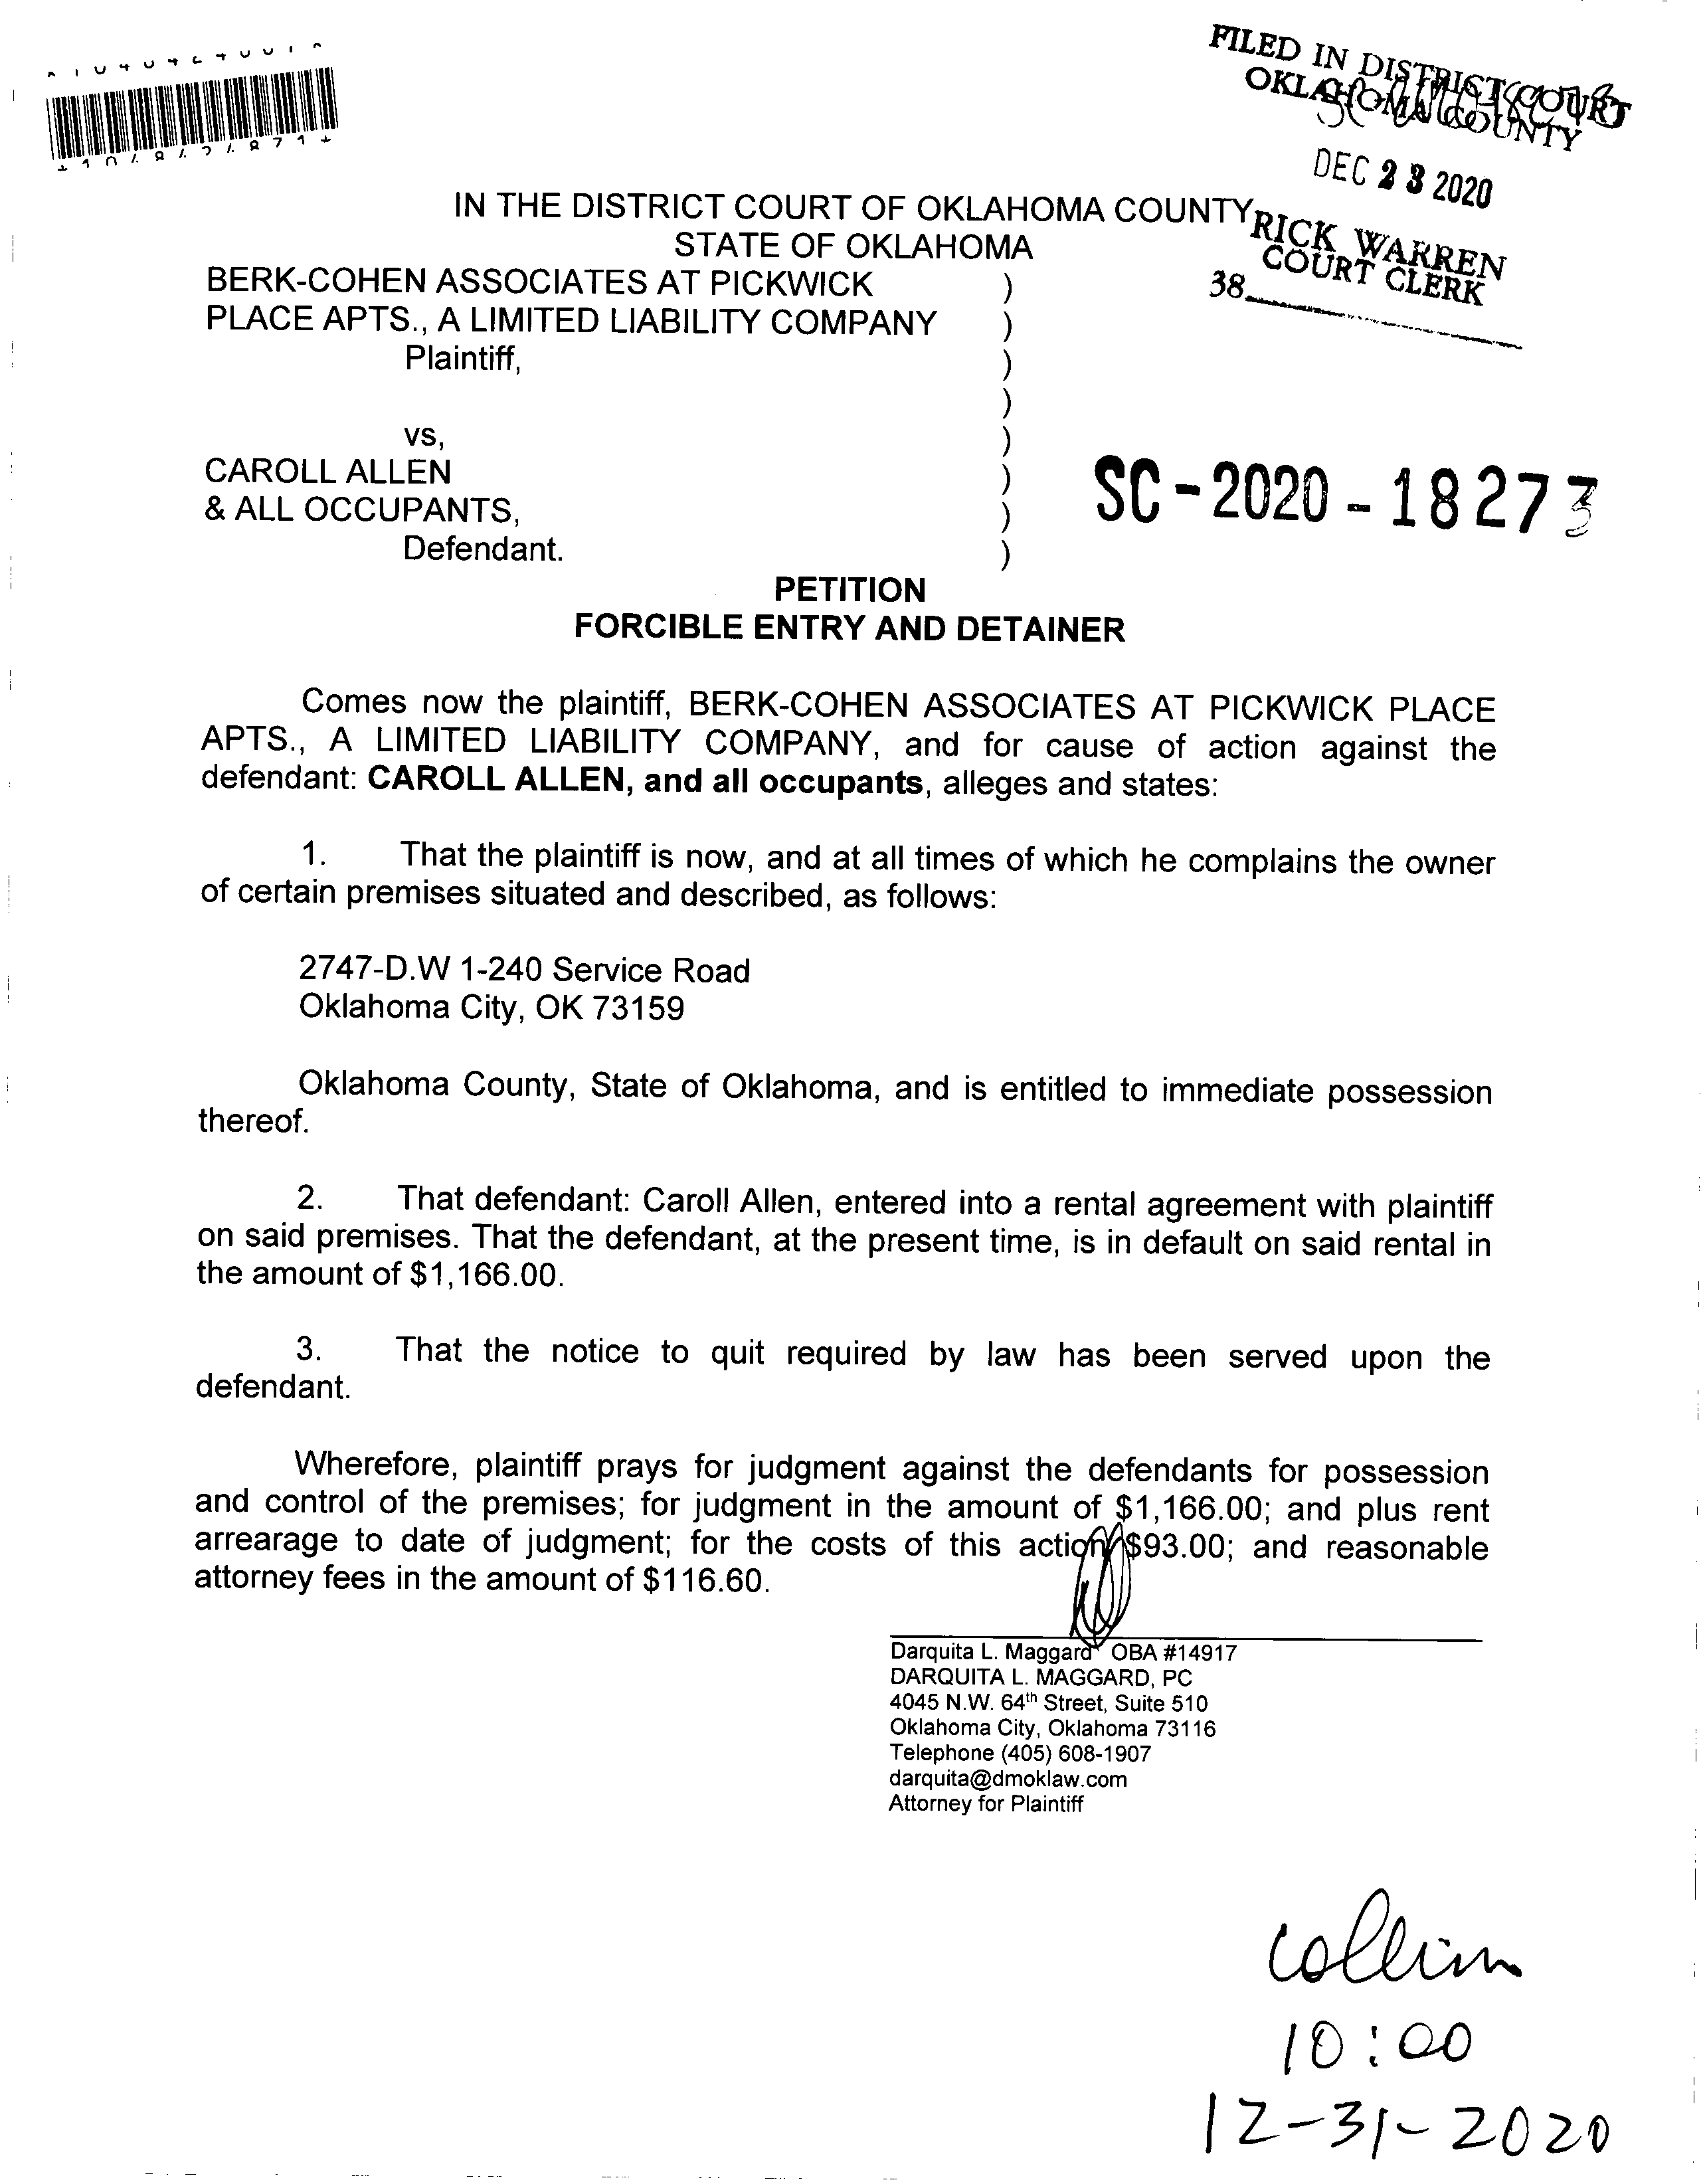 FILED IN DISTRICT COURT
OKLAHOMA COUNTY
DEC 23 2020
RICK WARREN
COURT CLERK
38
IN THE DISTRICT COURT OF OKLAHOMA COUNTY
STATE OF OKLAHOMA
BERK-COHEN ASSOCIATES AT PICKWICK )
PLACE APTS., A LIMITED LIABILITY COMPANY )
Plaintiff, )
)
vs, )
CAROLL ALLEN )
& ALL OCCUPANTS, )
Defendant. )
SC-2020-18273
PETITION
FORCIBLE ENTRY AND DETAINER
Comes now the plaintiff, BERK-COHEN ASSOCIATES AT PICKWICK PLACE
APTS., A LIMITED LIABILITY COMPANY, and for cause of action against the
defendant: CAROLL ALLEN, and all occupants, alleges and states:
1. That the plaintiff is now, and at all times of which he complains the owner
of certain premises situated and described, as follows:
2747-D.W 1-240 Service Road
Oklahoma City, OK 73159
Oklahoma County, State of Oklahoma, and is entitled to immediate possession
thereof.
2. That defendant: Caroll Allen, entered into a rental agreement with plaintiff
on said premises. That the defendant, at the present time, is in default on said rental in
the amount of $1,166.00.
3. That the notice to quit required by law has been served upon the
defendant.
Wherefore, plaintiff prays for judgment against the defendants for possession
and control of the premises; for judgment in the amount of $1,166.00; and plus rent
arrearage to date of judgment; for the costs of this action $93.00; and reasonable
attorney fees in the amount of $116.60.
Darquita L. Maggard OBA #14917
DARQUITA L. MAGGARD, PC
4045 N.W. 64th Street, Suite 510
Oklahoma City, Oklahoma 73116
Telephone (405) 608-1907
darquita@dmoklaw.com
Attorney for Plaintiff
10:00
12-31-2020